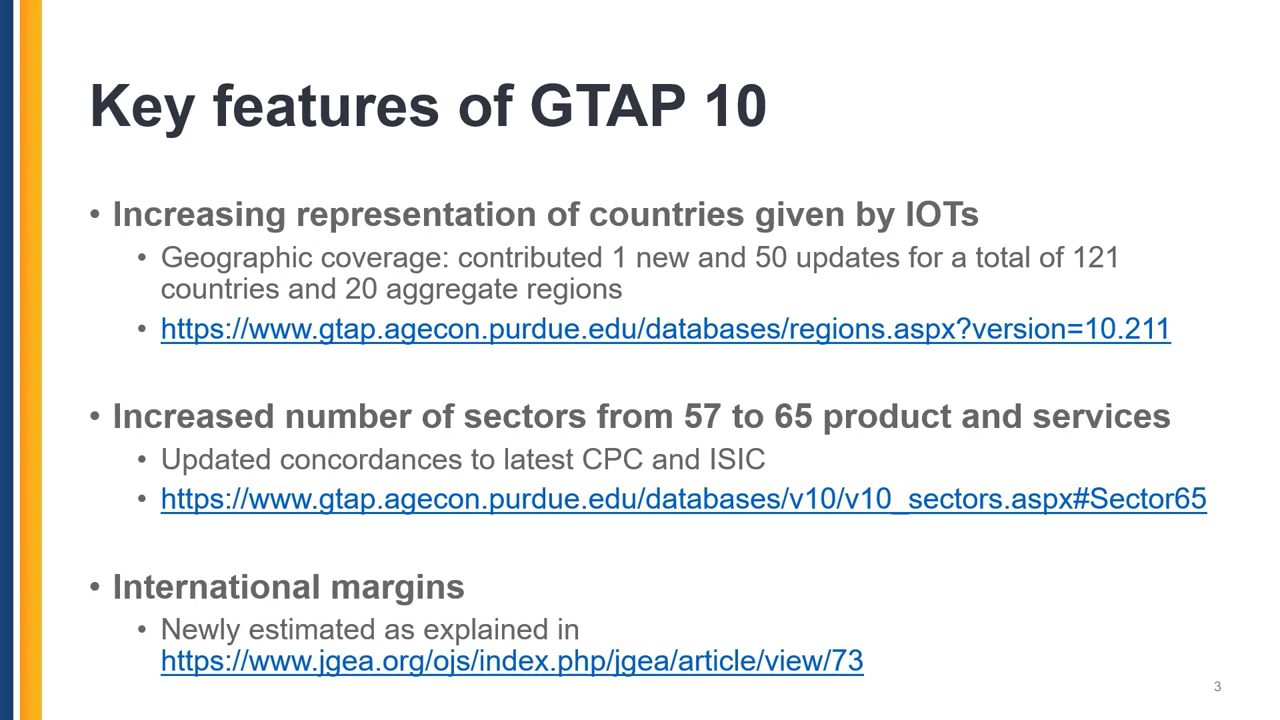 Key features of GTAP 10
• Increasing representation of countries given by IOTs
• Geographic coverage: contributed 1 new and 50 updates for a total of 121
countries and 20 aggregate regions
• https://www.gtap.agecon.purdue.edu/databases/regions.aspx?version=10.211
• Increased number of sectors from 57 to 65 product and services
• Updated concordances to latest CPC and ISIC
• https://www.gtap.agecon.purdue.edu/databases/v10/v10_sectors.aspx#Sector65
• International margins
• Newly estimated as explained in
https://www.jgea.org/ojs/index.php/jgea/article/view/73
3